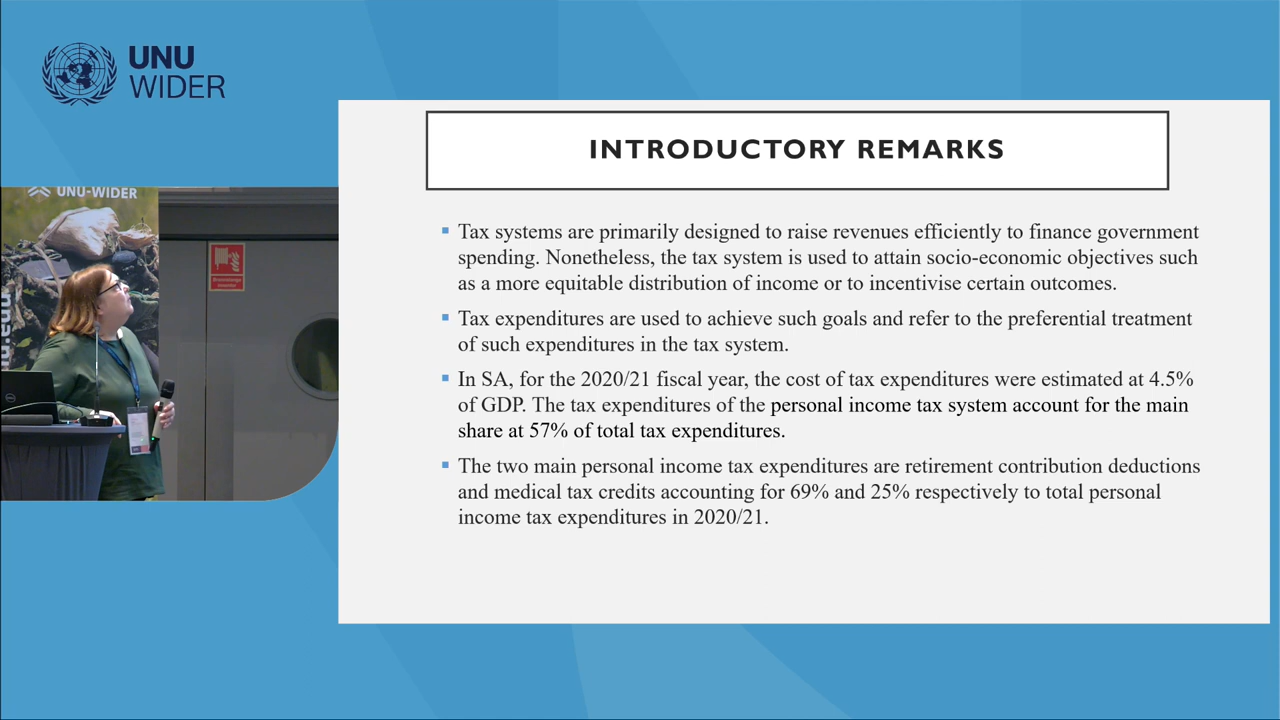 UNU
WIDER
UNU-WIDER
INTRODUCTORY REMARKS
▪ Tax systems are primarily designed to raise revenues efficiently to finance government
spending. Nonetheless, the tax system is used to attain socio-economic objectives such
as a more equitable distribution of income or to incentivise certain outcomes.
▪ Tax expenditures are used to achieve such goals and refer to the preferential treatment
of such expenditures in the tax system.
▪ In SA, for the 2020/21 fiscal year, the cost of tax expenditures were estimated at 4.5%
of GDP. The tax expenditures of the personal income tax system account for the main
share at 57% of total tax expenditures.
▪ The two main personal income tax expenditures are retirement contribution deductions
and medical tax credits accounting for 69% and 25% respectively to total personal
income tax expenditures in 2020/21.